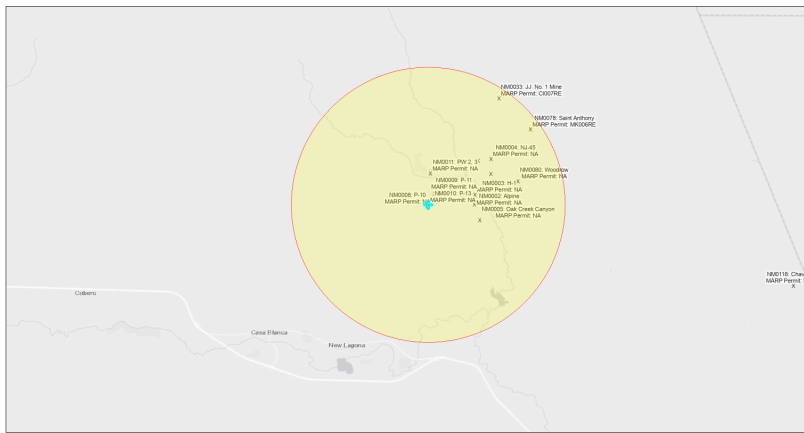 NM0033: JJ No. 1 Mine
MARP Permit: CI007RE
NM0078: Saint Anthony
MARP Permit: MK006RE
NM0004: NJ-45
MARP Permit: NA
NM0011: PW 2, 3
MARP Permit: NA
NM0080: Woodrow
MARP Permit: NA
NM0009: P-11
MARP Permit: NA
NM0003: H-1
MARP Permit: NA
NM0008: P-10
MARP Permit: NA
NM0010: P-13
MARP Permit: NA
NM0002: Alpine
MARP Permit: NA
NM0005: Oak Creek Canyon
MARP Permit: NA
NM0118: Chav
MARP Permit:
Cubero
Casa Blanca
New Laguna